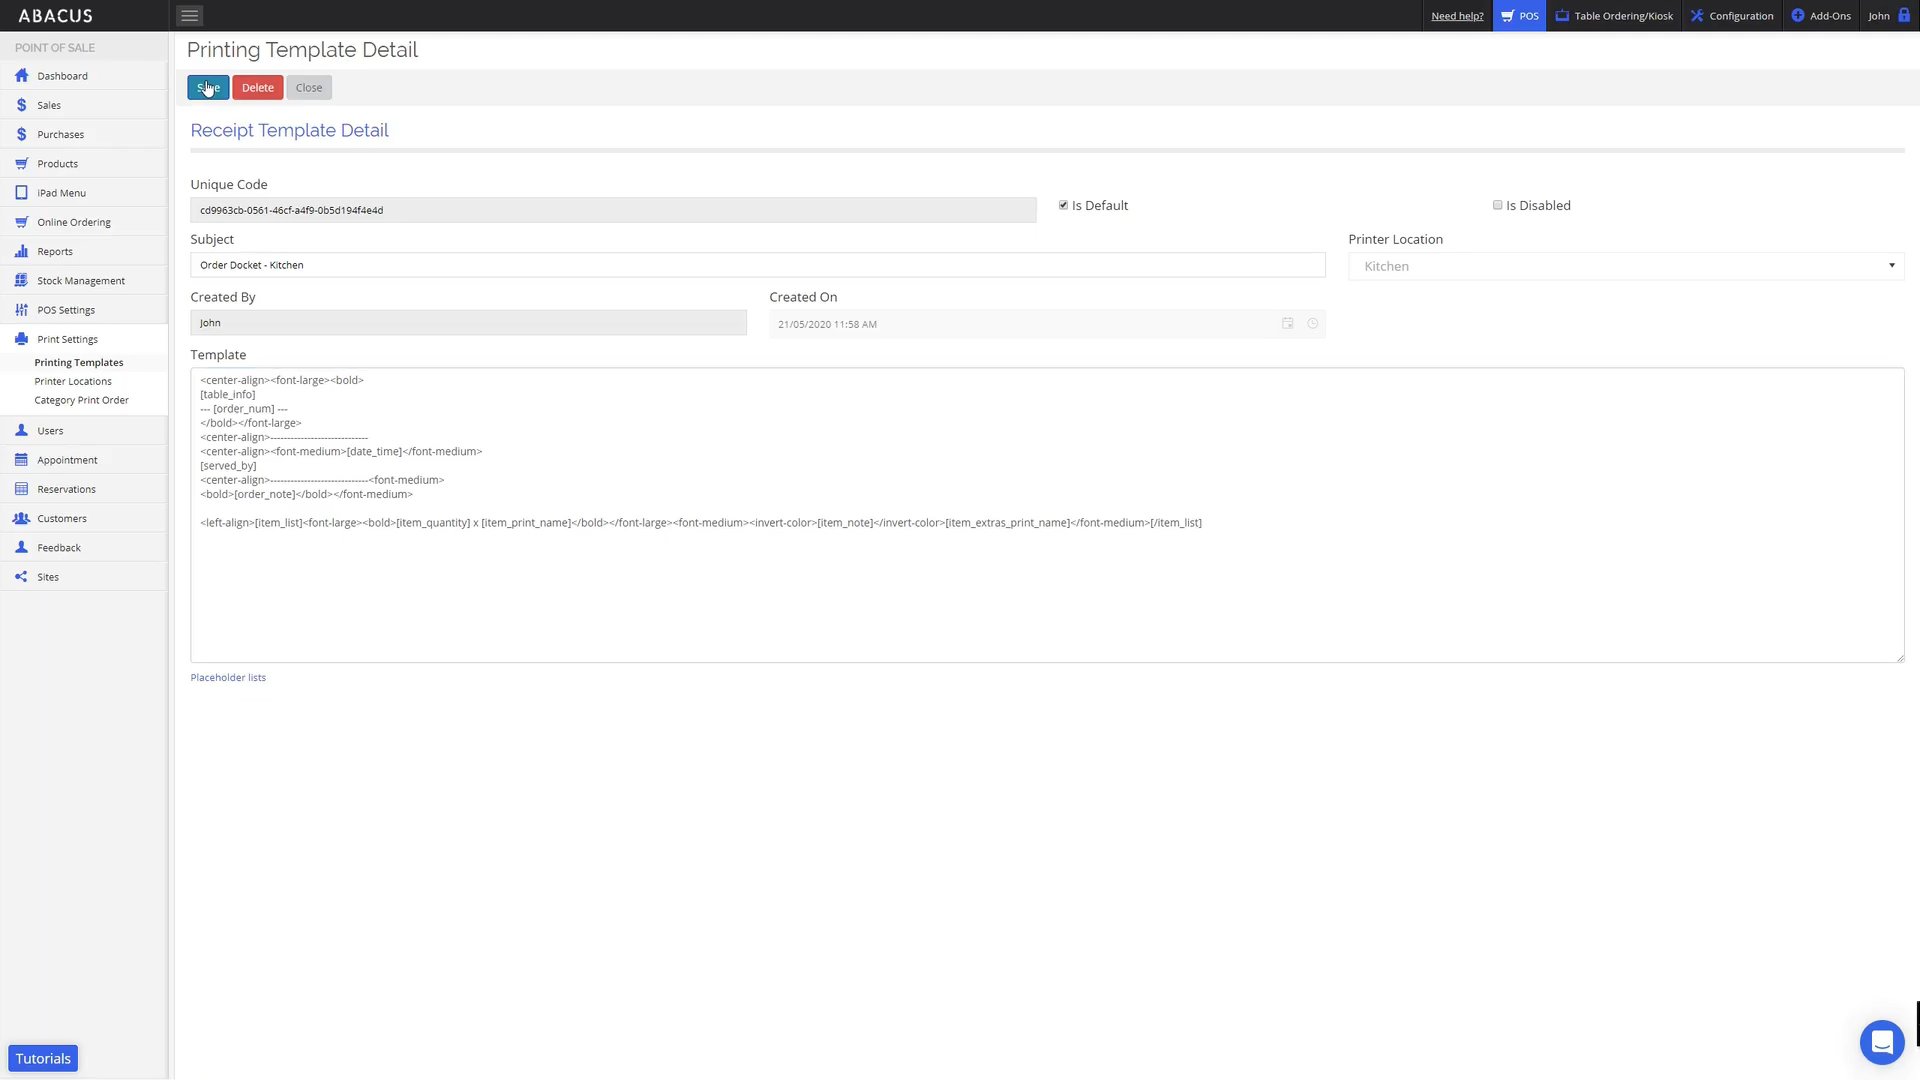 ABACUS
Need help?
POS
Table Ordering/Kiosk
Configuration
Add-Ons
John
POINT OF SALE
Dashboard
Sales
Purchases
Products
iPad Menu
Online Ordering
Reports
Stock Management
POS Settings
Print Settings
Printing Templates
Printer Locations
Category Print Order
Users
Appointment
Reservations
Customers
Feedback
Sites
Tutorials
Printing Template Detail
Delete
Close
Receipt Template Detail
Unique Code
cd9963cb-0561-46cf-a4f9-0b5d194f4e4d
Is Default
Is Disabled
Subject
Order Docket - Kitchen
Printer Location
Kitchen
Created By
John
Created On
21/05/2020 11:58 AM
Template
<center-align><font-large><bold>
[table_info]
--- [order_num] ---
</bold></font-large>
<center-align>----------------------------
<center-align><font-medium>[date_time]</font-medium>
[served_by]
<center-align>----------------------------<font-medium>
<bold>[order_note]</bold></font-medium>
<left-align>[item_list]<font-large><bold>[item_quantity] x [item_print_name]</bold></font-large><font-medium><invert-color>[item_note]</invert-color>[item_extras_print_name]</font-medium>[/item_list]
Placeholder lists